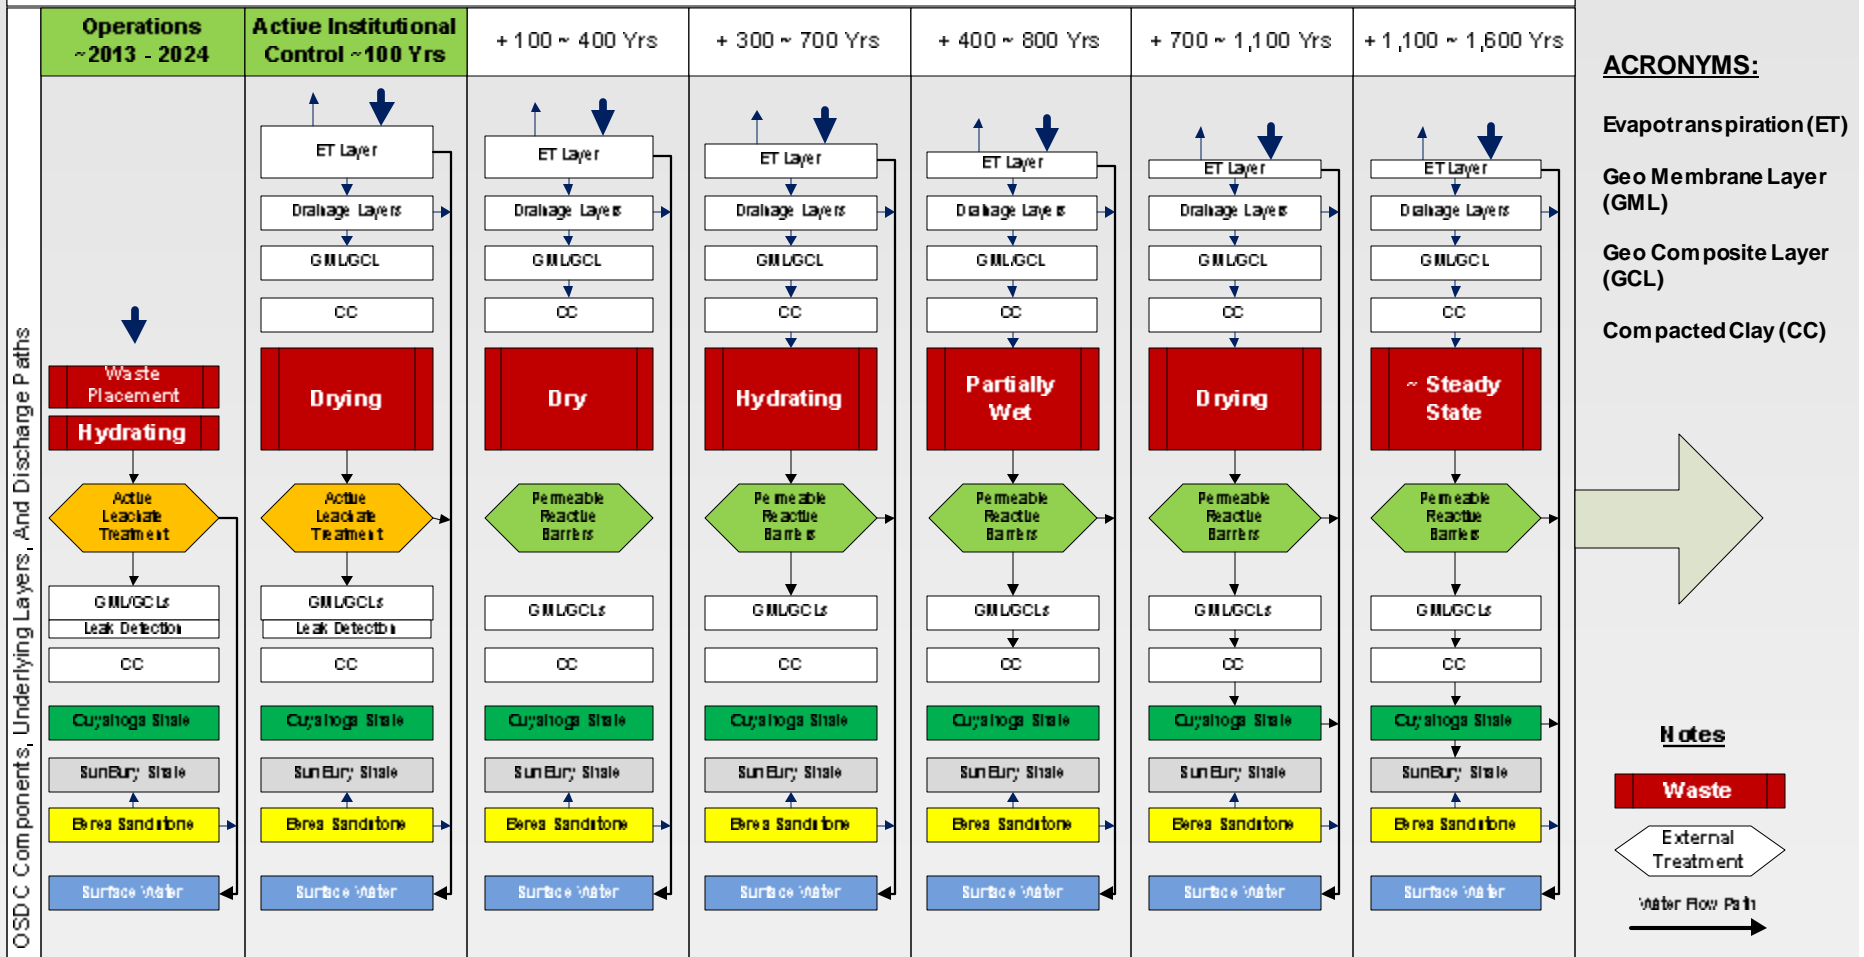 Operations
~2013 - 2024
Active Institutional
Control ~100 Yrs
+ 100 ~ 400 Yrs
+ 300 ~ 700 Yrs
+ 400 ~ 800 Yrs
+ 700 ~ 1,100 Yrs
+ 1,100 ~ 1,600 Yrs
OSDC Components, Underlying Layers, And Discharge Paths
Waste
Placement
Hydrating
Active
Leachate
Treatment
GML/GCLs
Leak Detection
CC
Cuyahoga Shale
SunBury Shale
Berea Sandstone
Surface Water
ET Layer
Drainage Layers
GML/GCL
CC
Drying
Active
Leachate
Treatment
GML/GCLs
Leak Detection
CC
Cuyahoga Shale
SunBury Shale
Berea Sandstone
Surface Water
ET Layer
Drainage Layers
GML/GCL
CC
Dry
Permeable
Reactive
Barriers
GML/GCLs
CC
Cuyahoga Shale
SunBury Shale
Berea Sandstone
Surface Water
ET Layer
Drainage Layers
GML/GCL
CC
Hydrating
Permeable
Reactive
Barriers
GML/GCLs
CC
Cuyahoga Shale
SunBury Shale
Berea Sandstone
Surface Water
ET Layer
Drainage Layers
GML/GCL
CC
Partially
Wet
Permeable
Reactive
Barriers
GML/GCLs
CC
Cuyahoga Shale
SunBury Shale
Berea Sandstone
Surface Water
ET Layer
Drainage Layers
GML/GCL
CC
Drying
Permeable
Reactive
Barriers
GML/GCLs
CC
Cuyahoga Shale
SunBury Shale
Berea Sandstone
Surface Water
ET Layer
Drainage Layers
GML/GCL
CC
~ Steady
State
Permeable
Reactive
Barriers
GML/GCLs
CC
Cuyahoga Shale
SunBury Shale
Berea Sandstone
Surface Water
ACRONYMS:
Evapotranspiration (ET)
Geo Membrane Layer
(GML)
Geo Composite Layer
(GCL)
Compacted Clay (CC)
Notes
Waste
External
Treatment
Water Flow Path